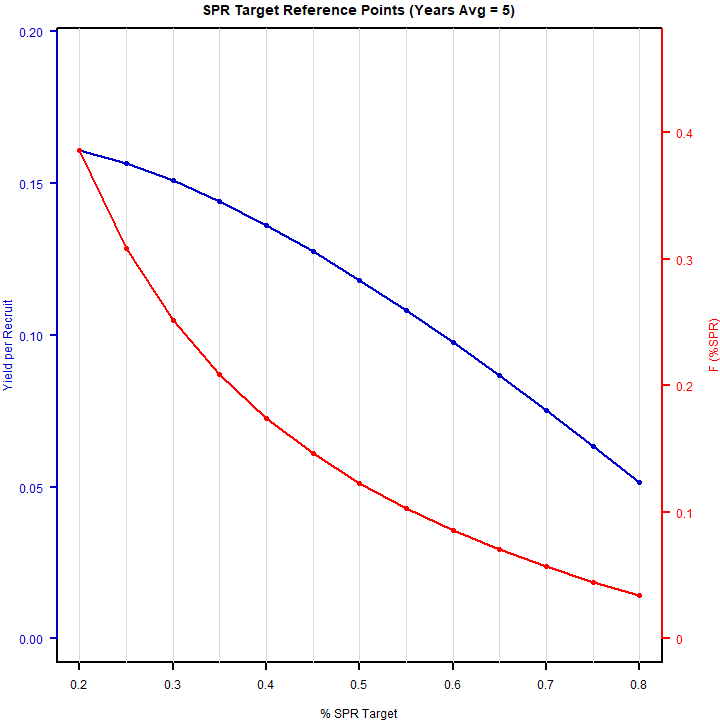 SPR Target Reference Points (Years Avg = 5)
0.20
0.15
0.10
0.05
0.00
Yield per Recruit
0.4
0.3
0.2
0.1
0
F (%SPR)
0.2 0.3 0.4 0.5 0.6 0.7 0.8
% SPR Target